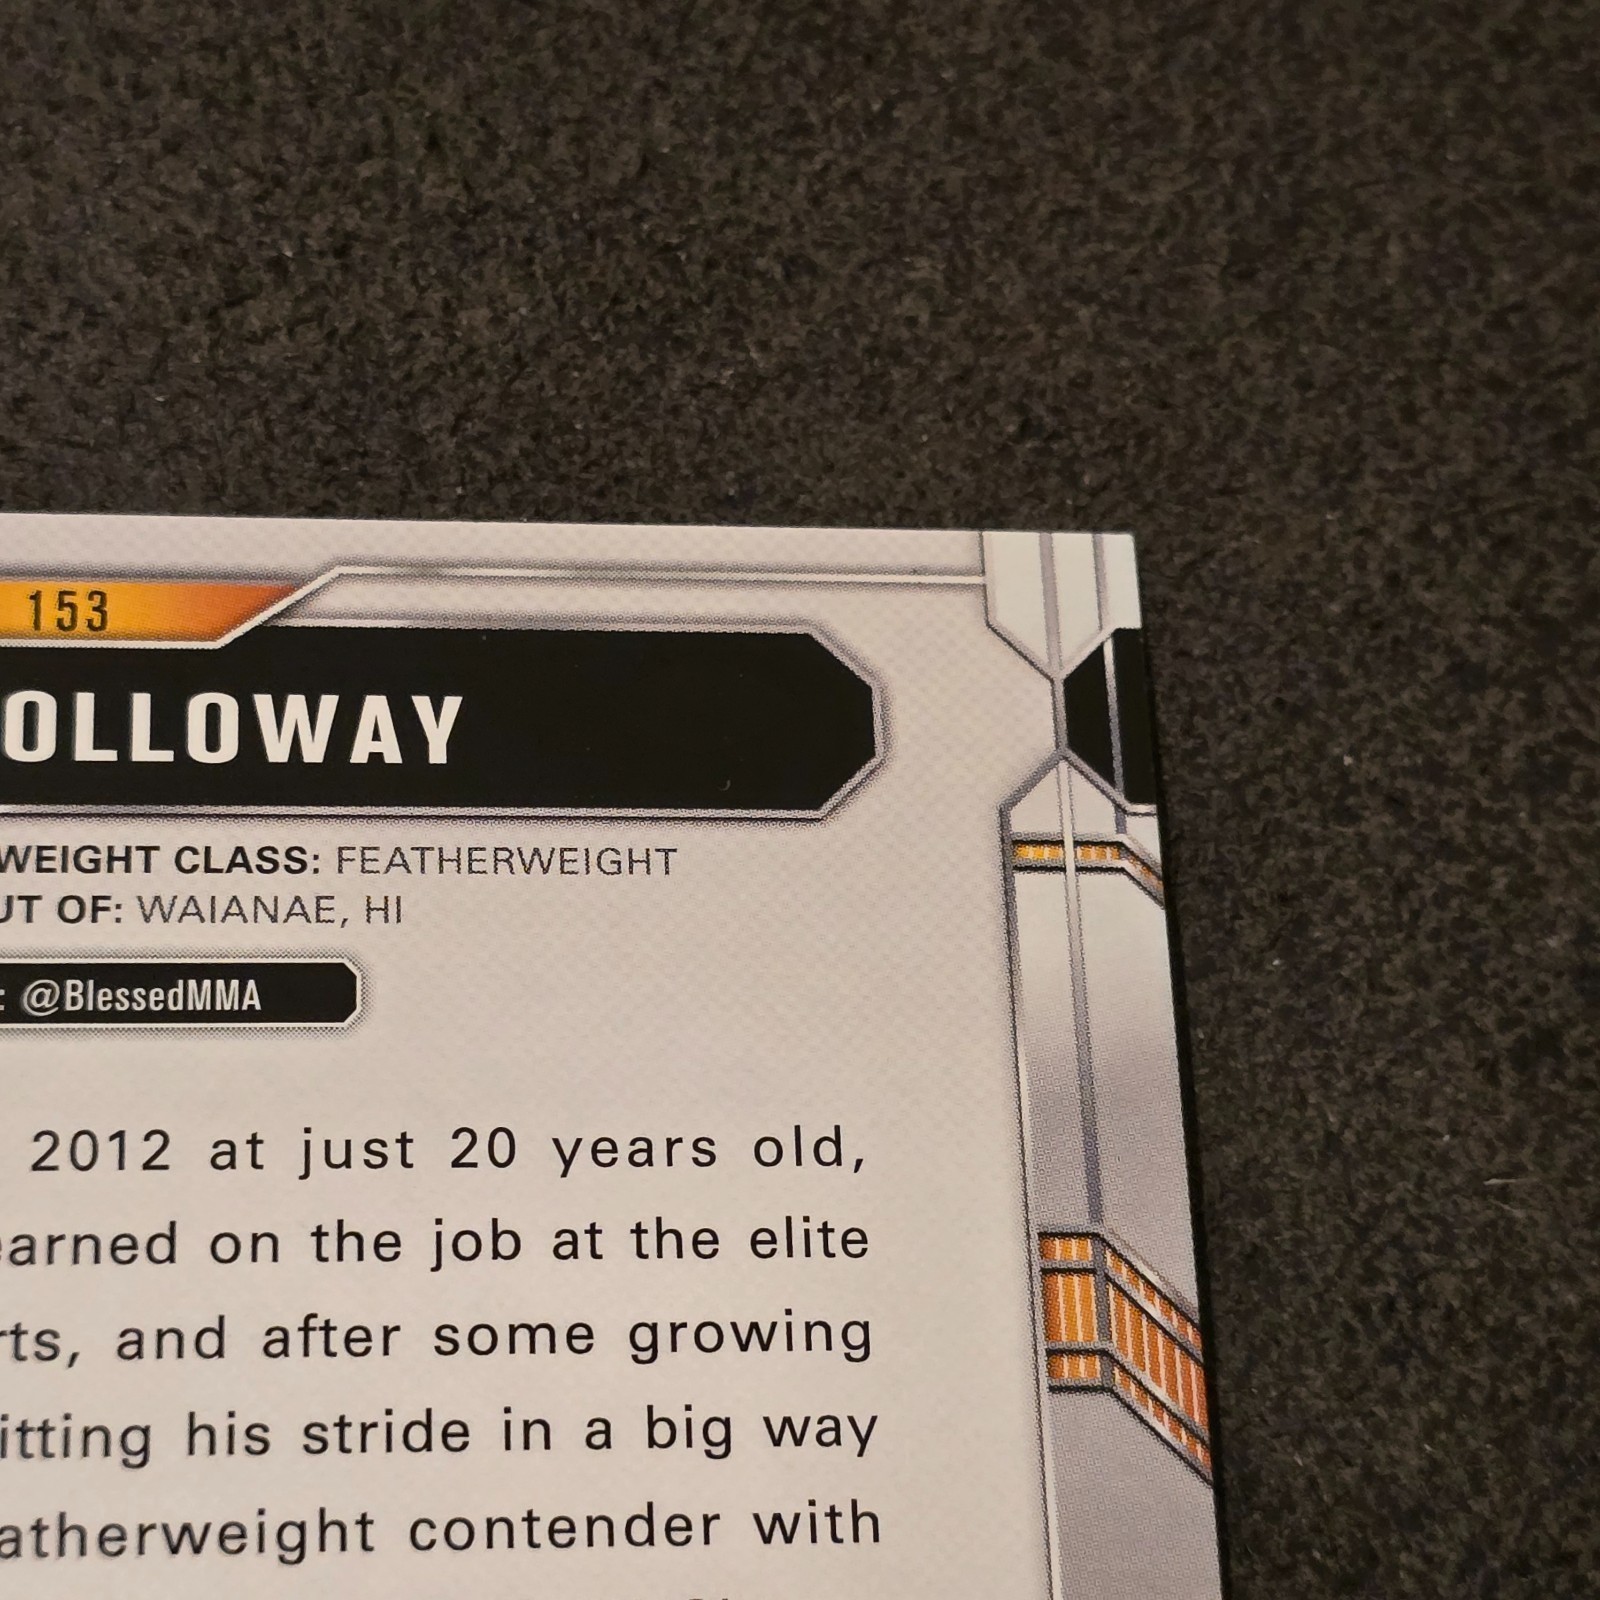 153
OLLOWAY
WEIGHT CLASS: FEATHERWEIGHT
UT OF: WAIANAE, HI
: @BlessedMMA
2012 at just 20 years old,
earned on the job at the elite
rts, and after some growing
itting his stride in a big way
atherweight contender with